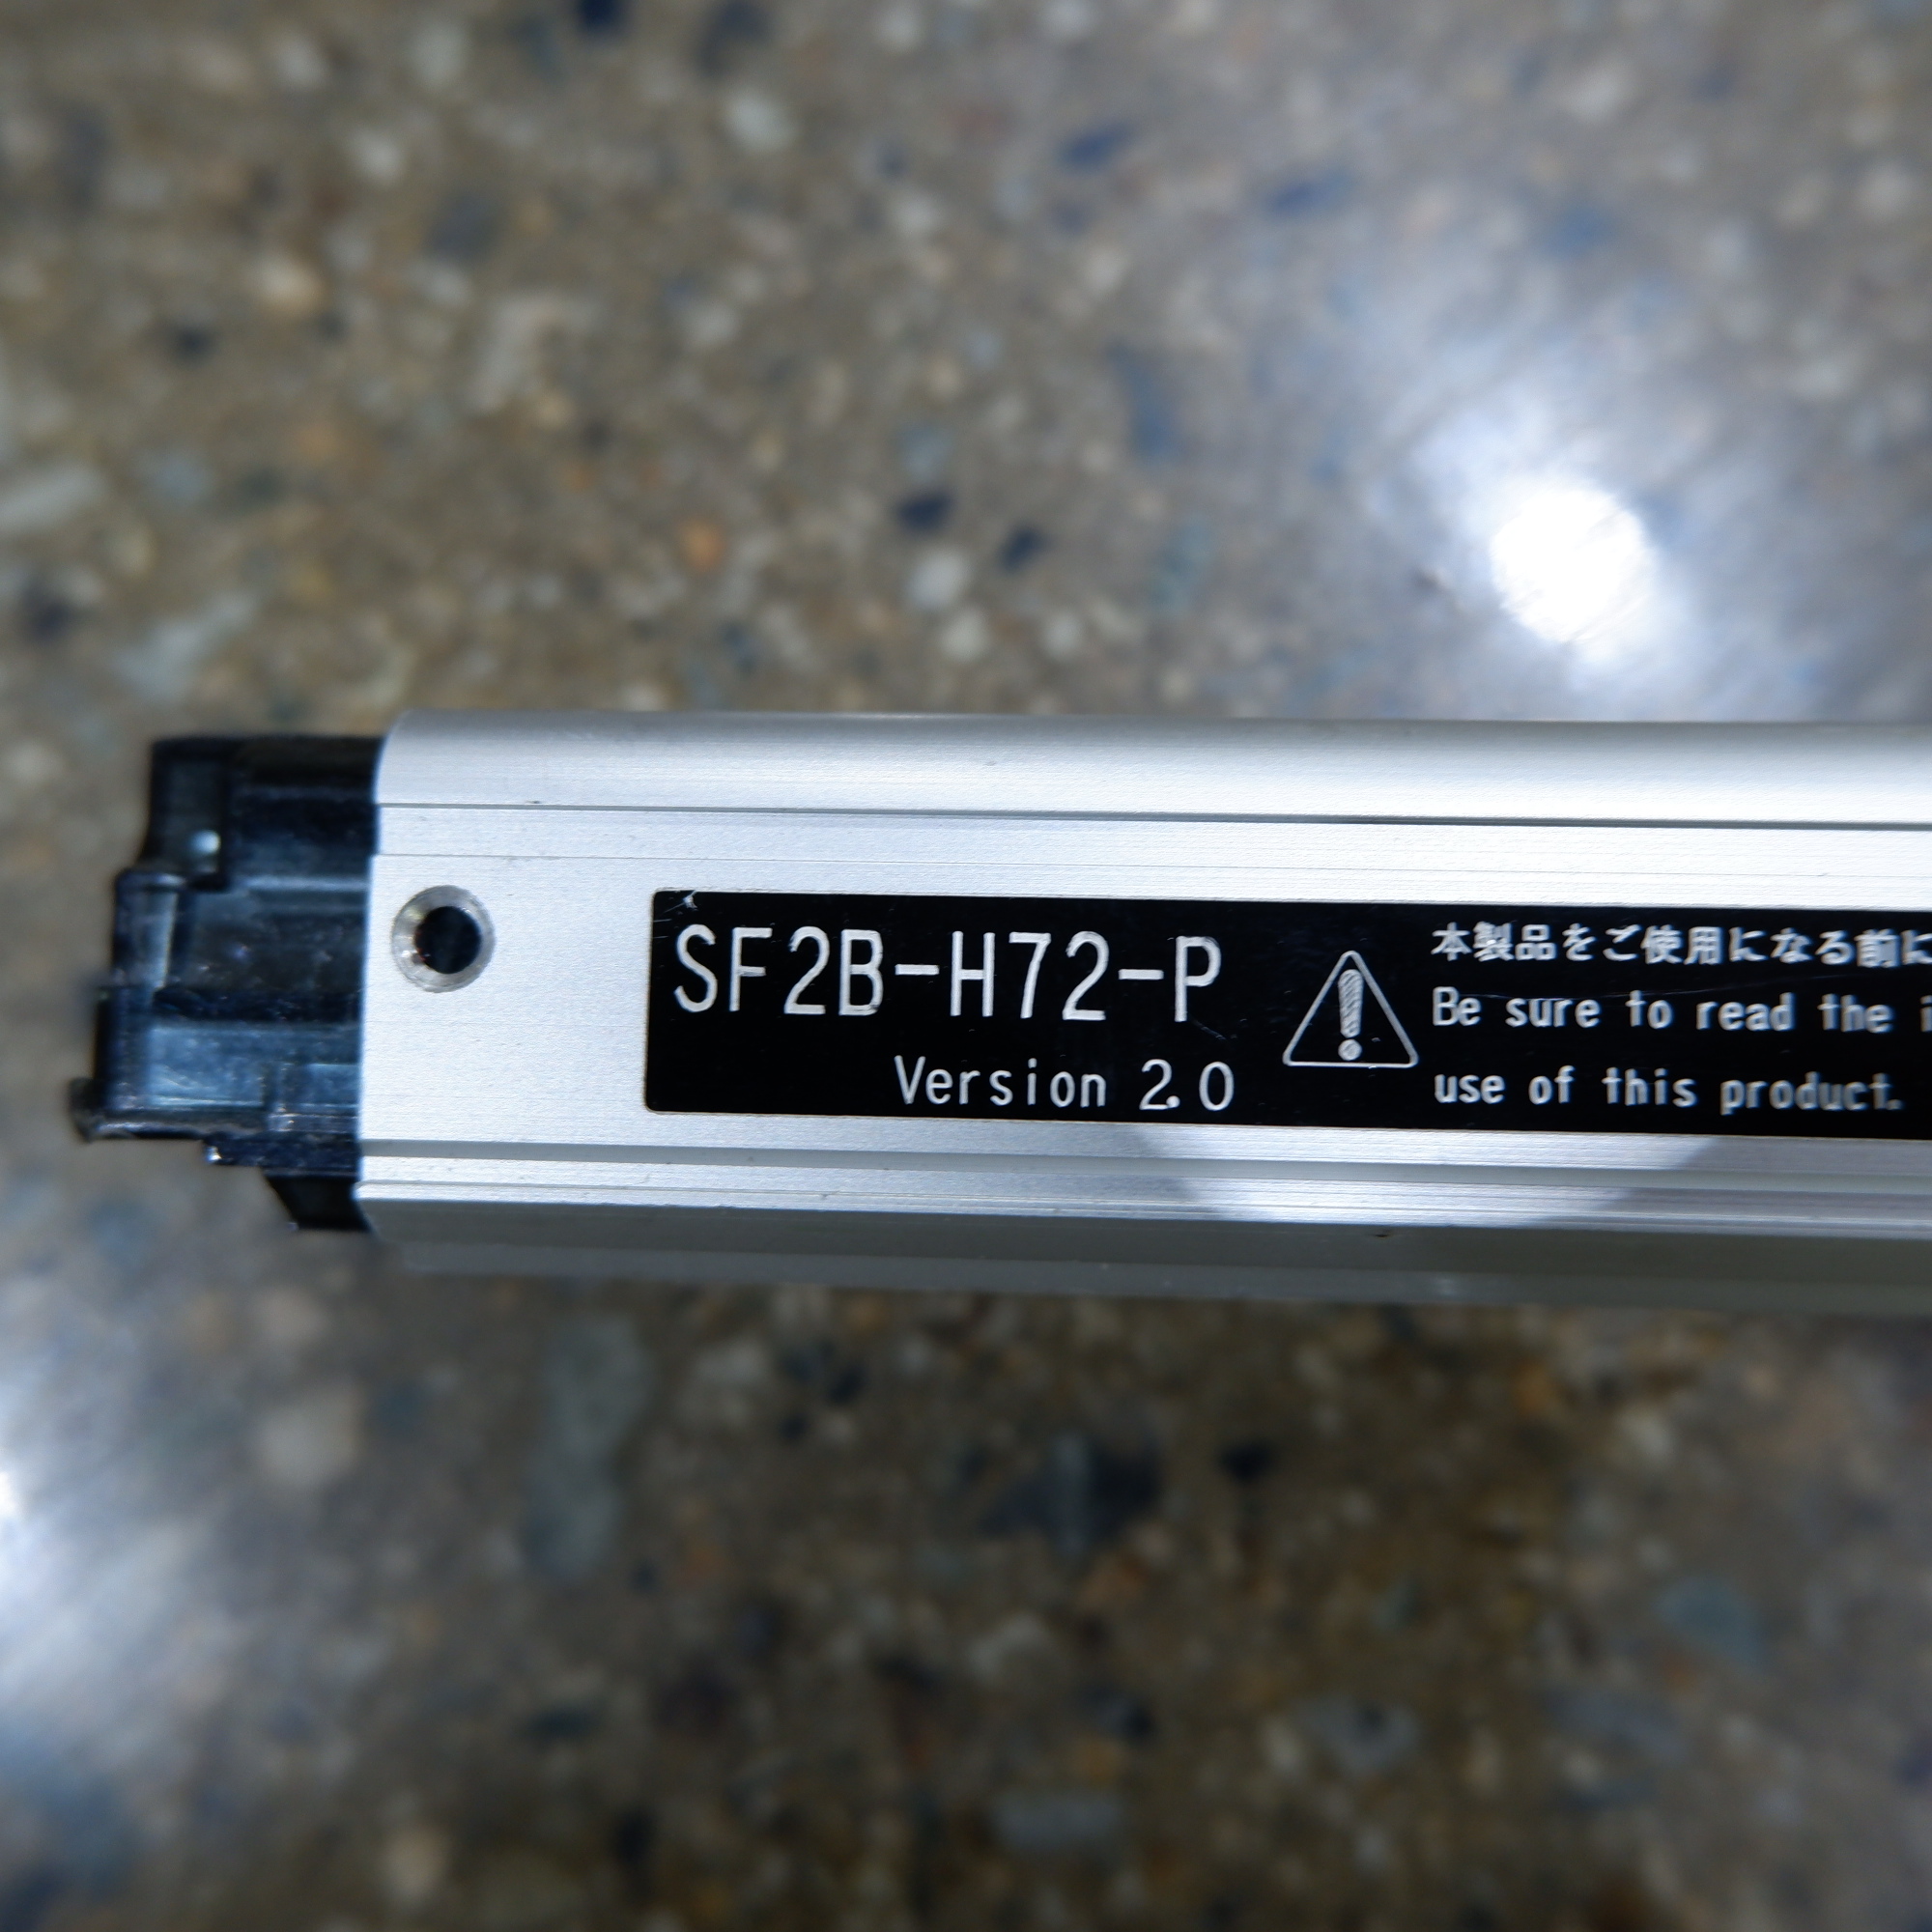 SF2B-H72-P
Version 2.0
本製品をご使用になる前に
Be sure to read the
use of this product.